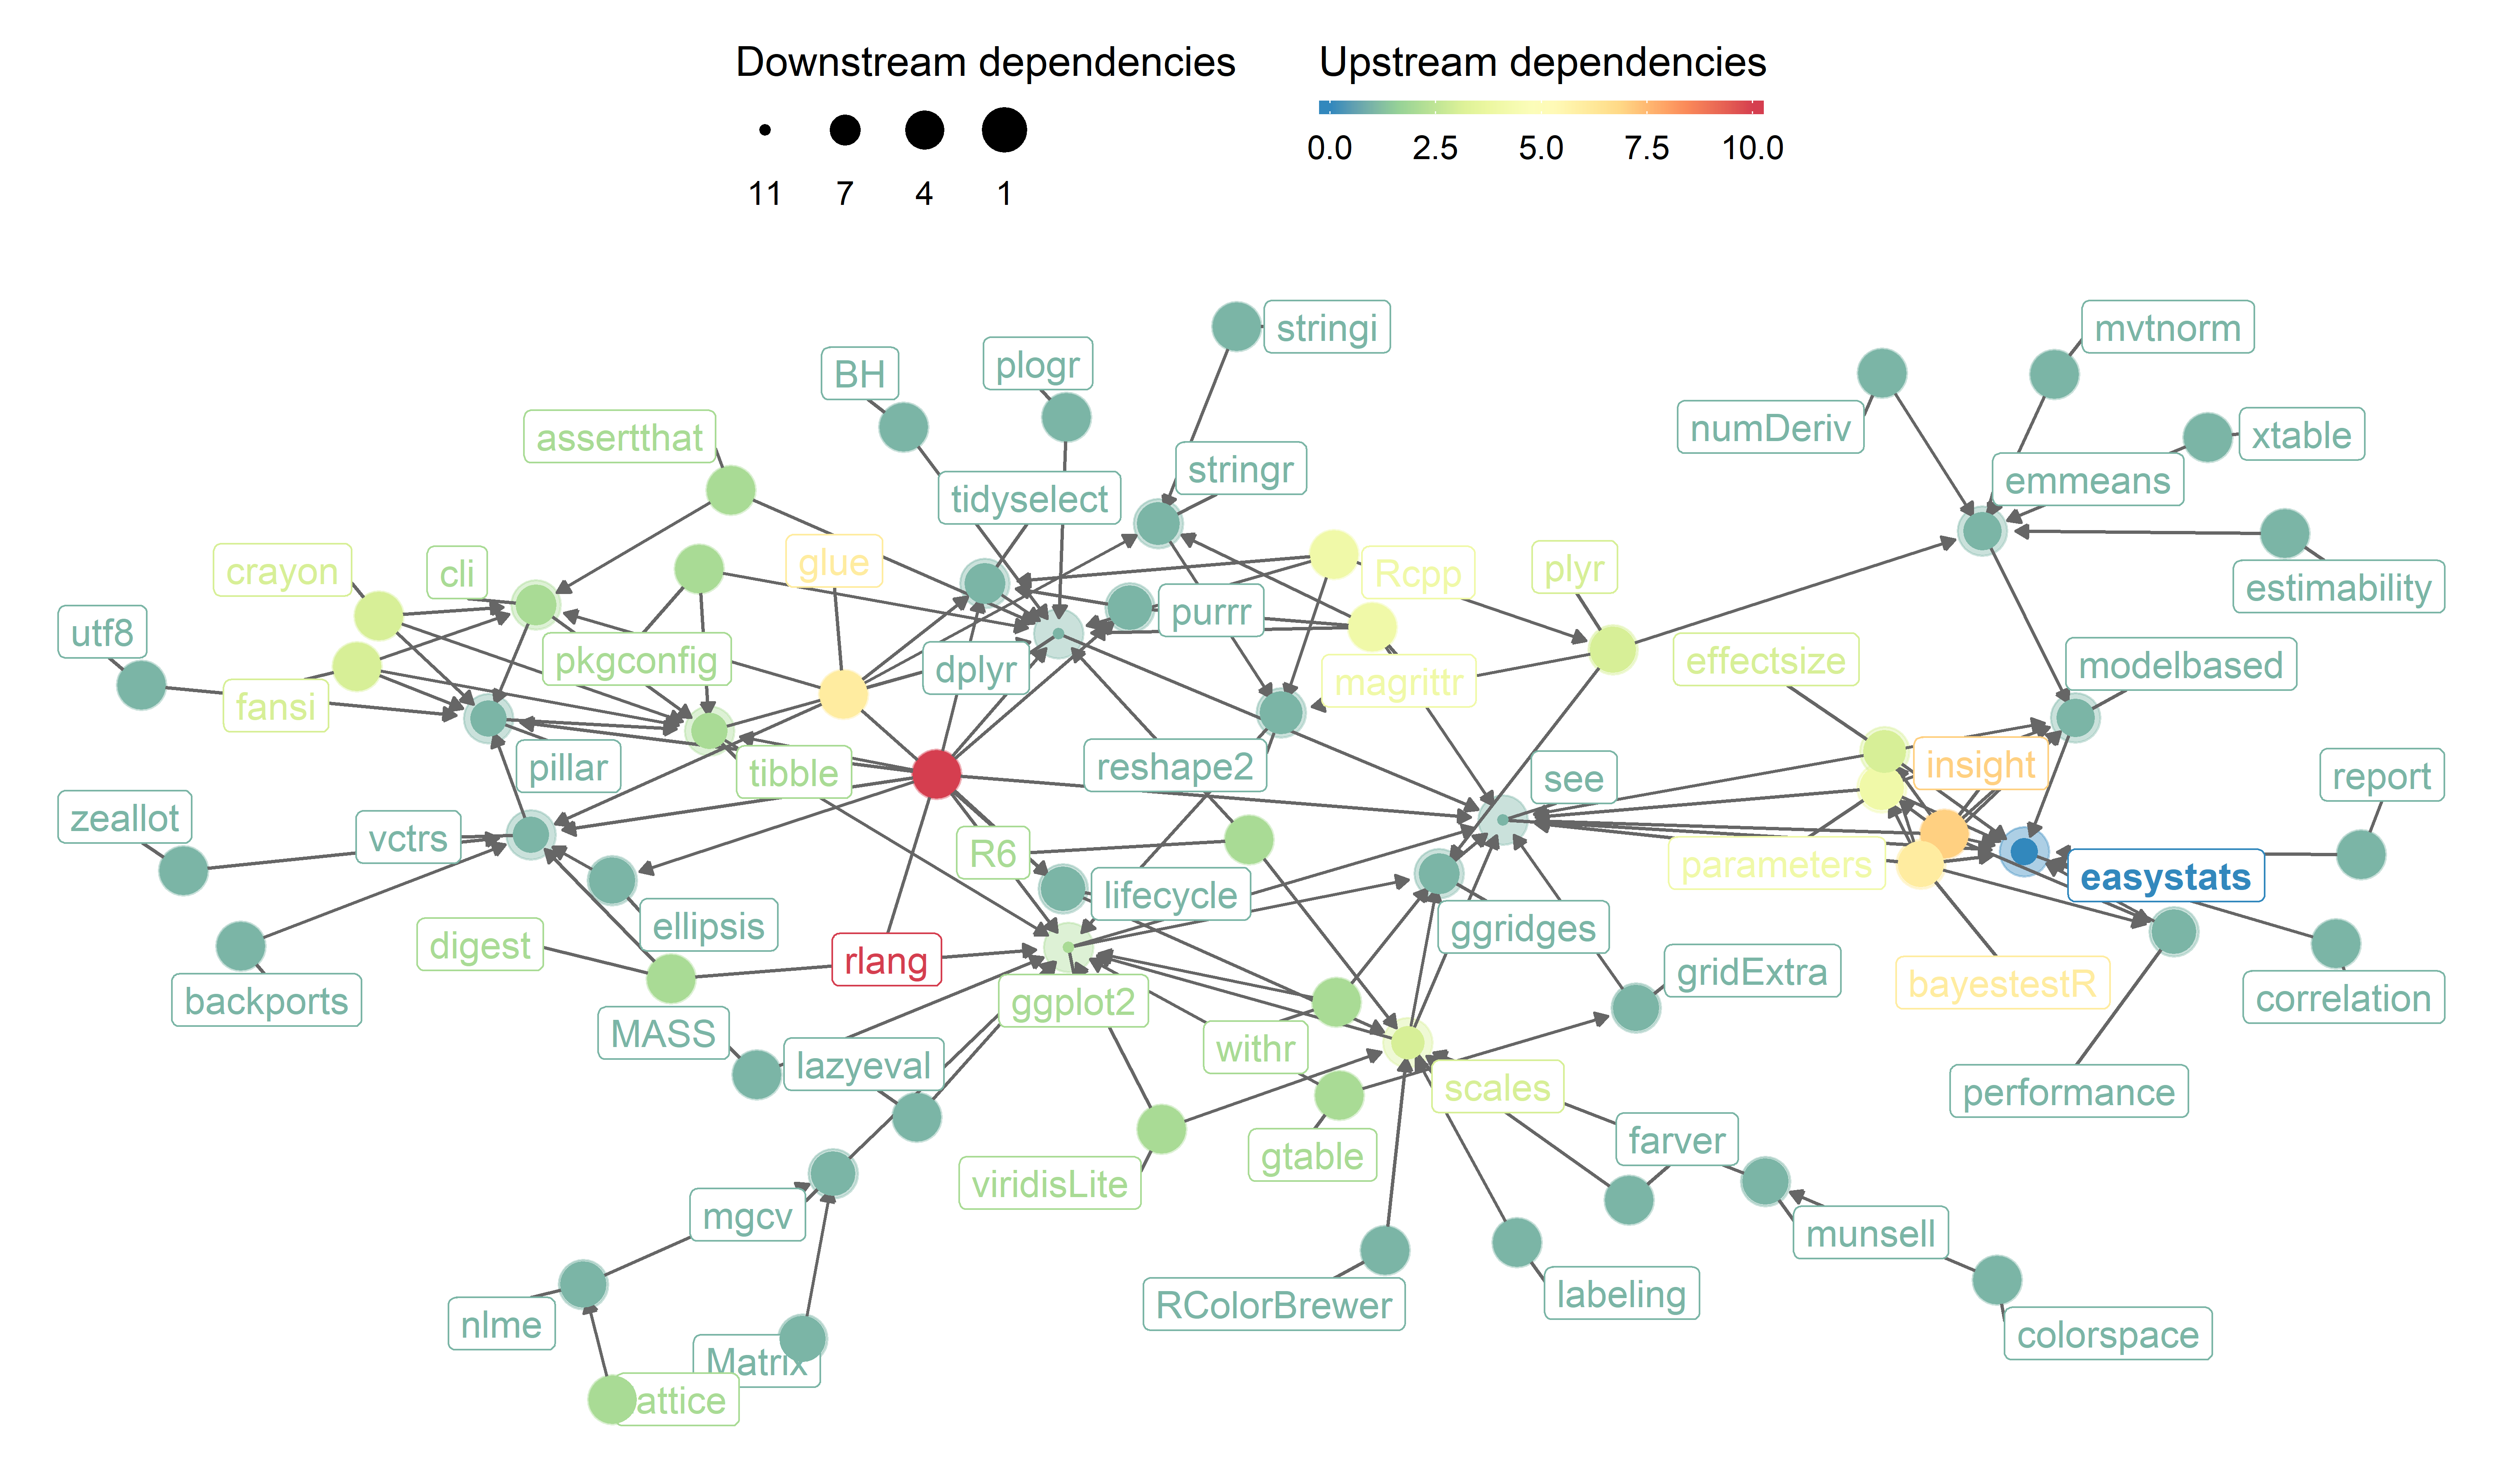 Downstream dependencies
11 7 4 1
Upstream dependencies
0.0 2.5 5.0 7.5 10.0
stringi
mvtnorm
BH
plogr
numDeriv
xtable
assertthat
stringr
emmeans
tidyselect
glue
crayon
cli
Rcpp
plyr
estimability
purrr
utf8
pkgconfig
dplyr
effectsize
modelbased
magrittr
fansi
pillar
tibble
reshape2
see
insight
report
zeallot
vctrs
R6
parameters
easystats
lifecycle
ellipsis
ggridges
digest
rlang
gridExtra
bayestestR
backports
ggplot2
correlation
MASS
withr
lazyeval
scales
performance
farver
gtable
viridisLite
mgcv
munsell
labeling
RColorBrewer
nlme
colorspace
Matrix
attice